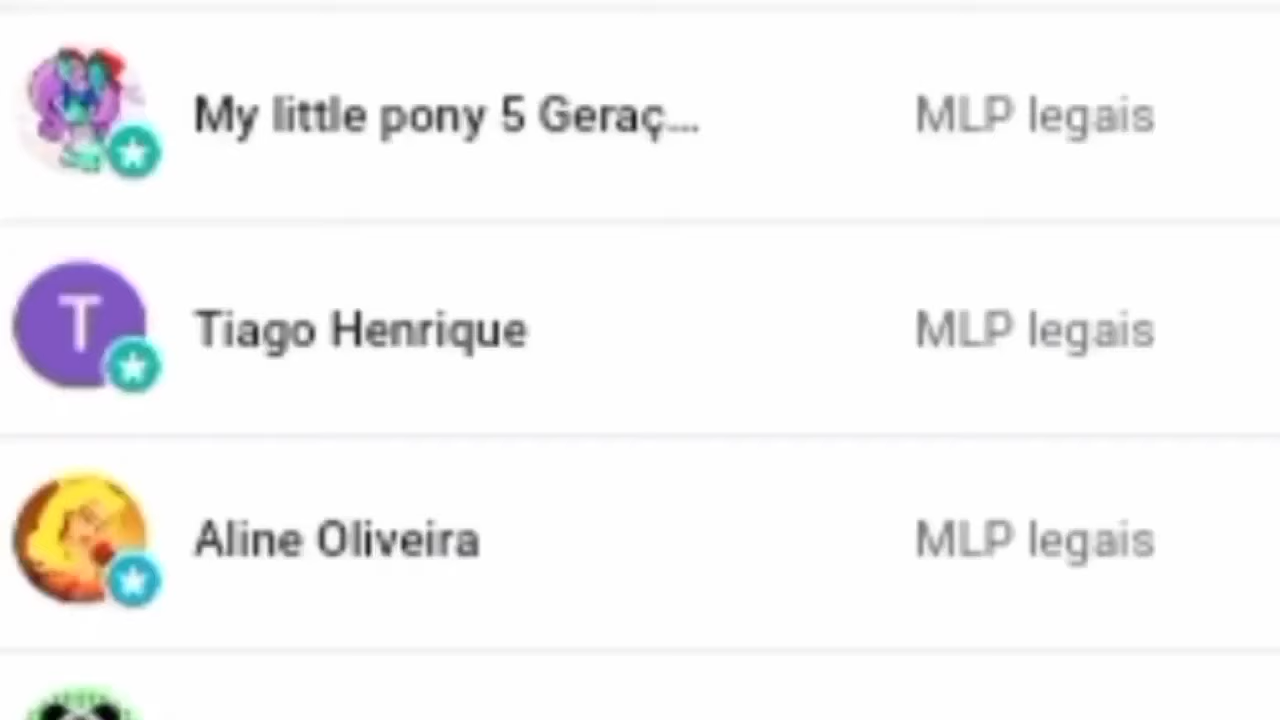 My little pony 5 Geraç... MLP legais
T
Tiago Henrique MLP legais
Aline Oliveira MLP legais